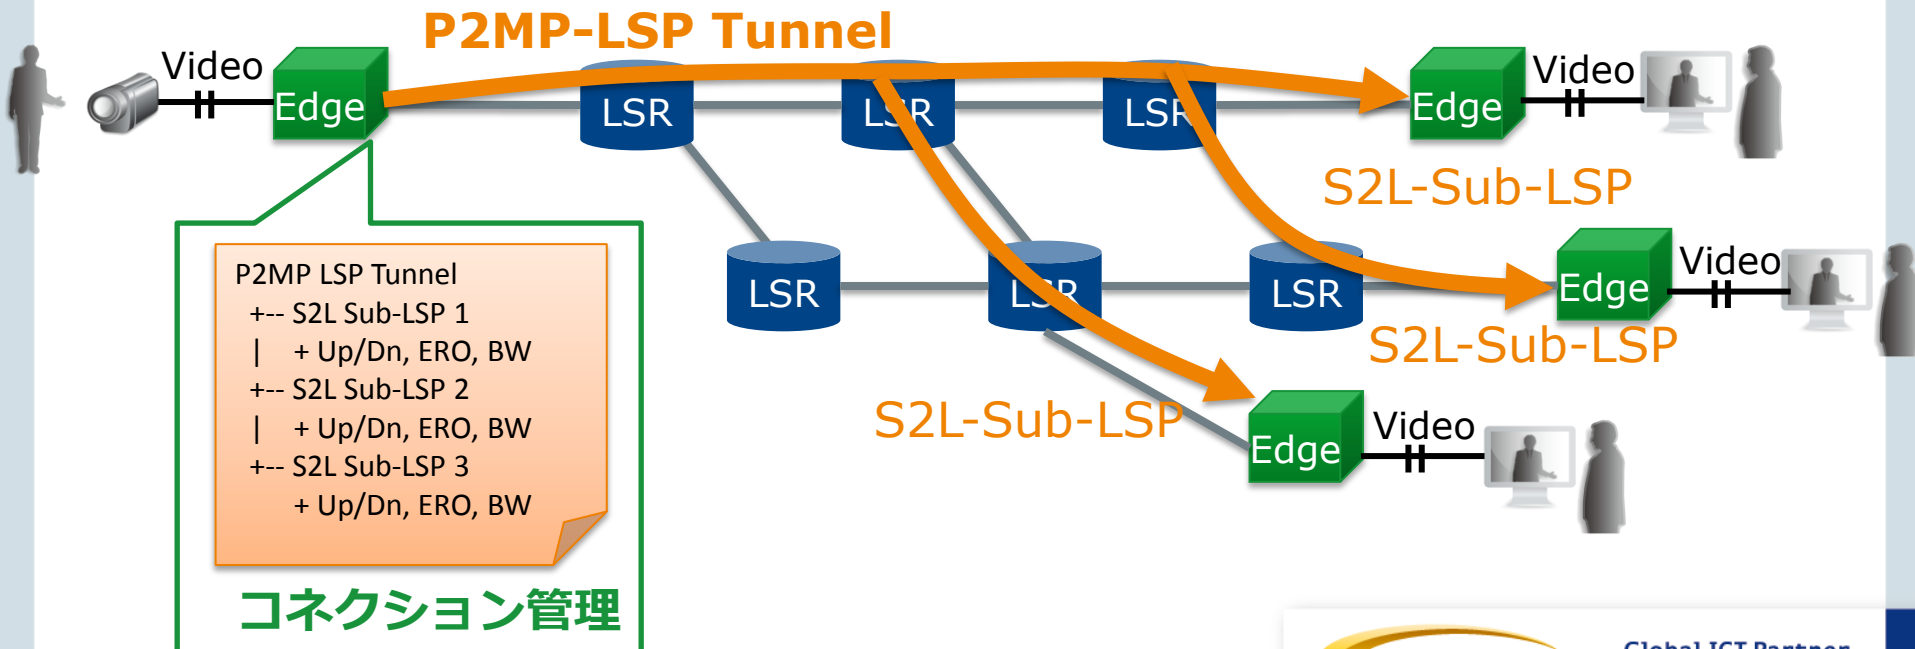 P2MP-LSP Tunnel
Video
Edge
LSR
LSR
LSR
Edge
Video
S2L-Sub-LSP
LSR
LSR
LSR
Edge
Video
S2L-Sub-LSP
S2L-Sub-LSP
Edge
Video
P2MP LSP Tunnel
+-- S2L Sub-LSP 1
| + Up/Dn, ERO, BW
+-- S2L Sub-LSP 2
| + Up/Dn, ERO, BW
+-- S2L Sub-LSP 3
+ Up/Dn, ERO, BW
コネクション管理
Global ICT Partner